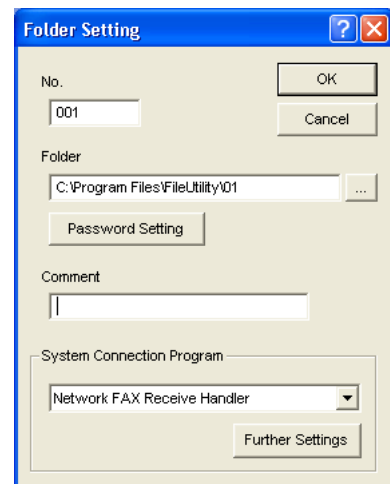 Folder Setting
No.
OK
001
Cancel
Folder
C:\Program Files\FileUtility\01
...
Password Setting
Comment
System Connection Program
Network FAX Receive Handler
Further Settings